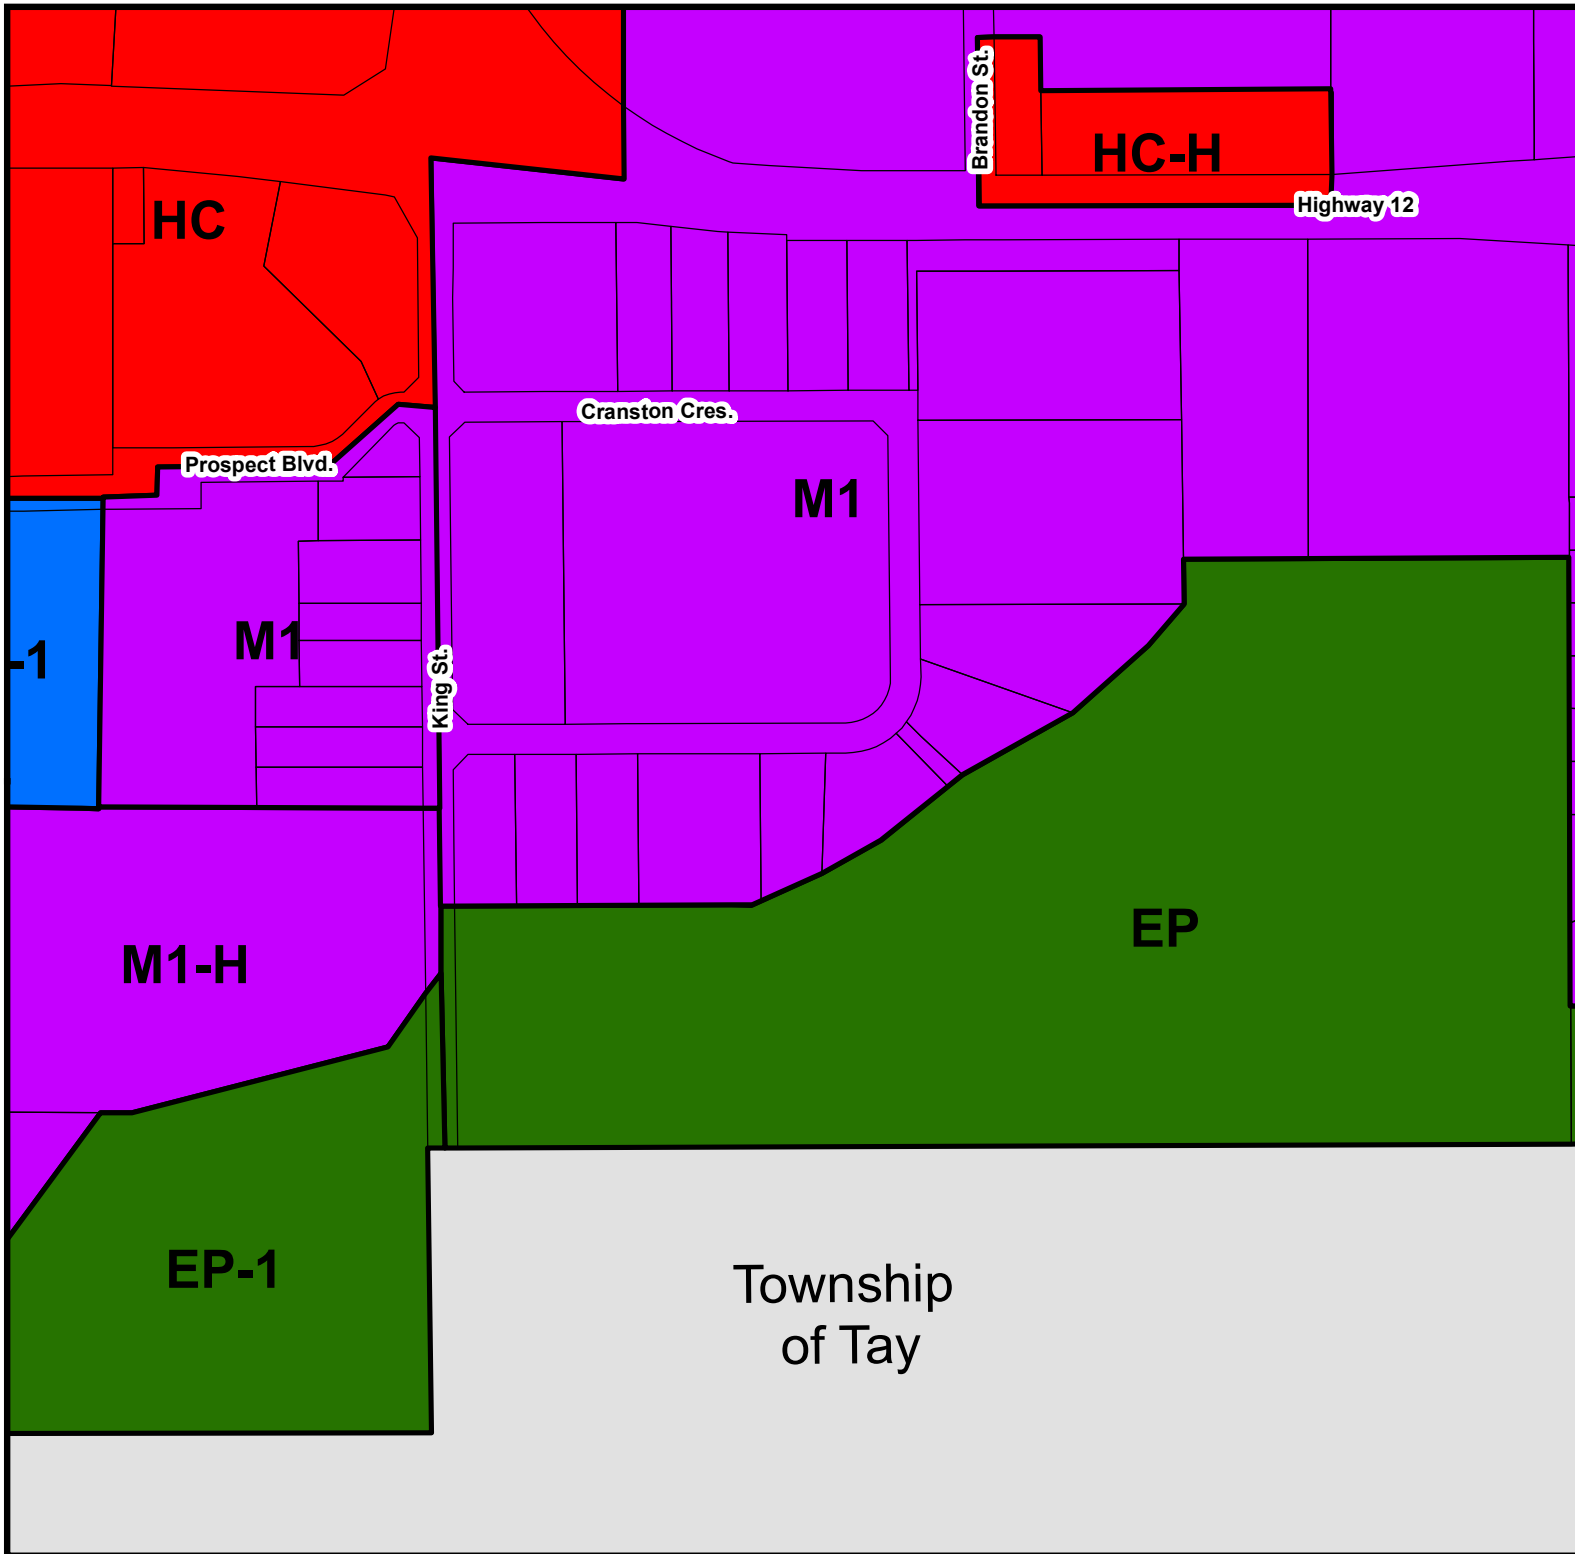 Brandon St.
HC-H
HC
Highway 12
Cranston Cres.
Prospect Blvd.
M1
M1
-1
King St.
EP
M1-H
EP-1
Township
of Tay